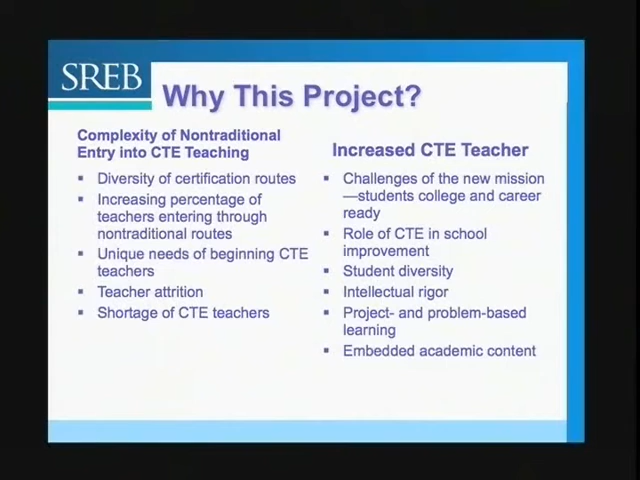 SREB
Why This Project?
Complexity of Nontraditional
Entry into CTE Teaching
▪ Diversity of certification routes
▪ Increasing percentage of
teachers entering through
nontraditional routes
▪ Unique needs of beginning CTE
teachers
▪ Teacher attrition
▪ Shortage of CTE teachers
Increased CTE Teacher
▪ Challenges of the new mission
—students college and career
ready
▪ Role of CTE in school
improvement
▪ Student diversity
▪ Intellectual rigor
▪ Project- and problem-based
learning
▪ Embedded academic content